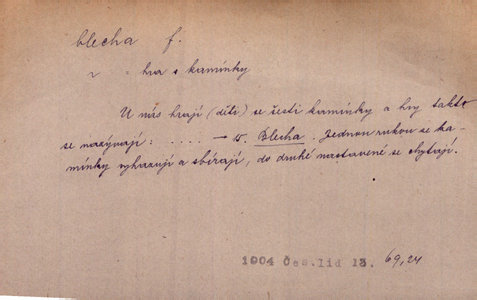 blecha f.
" = hra s kamínky
U nás hrají (děti) se šesti kamínky a hry takto
se nazývají: .... → 5. Blecha. Jednou rukou se ka-
mínky vyhazují a sbírají, do druhé nastavené se chytají.
1904 Čes. lid 13. 69,24